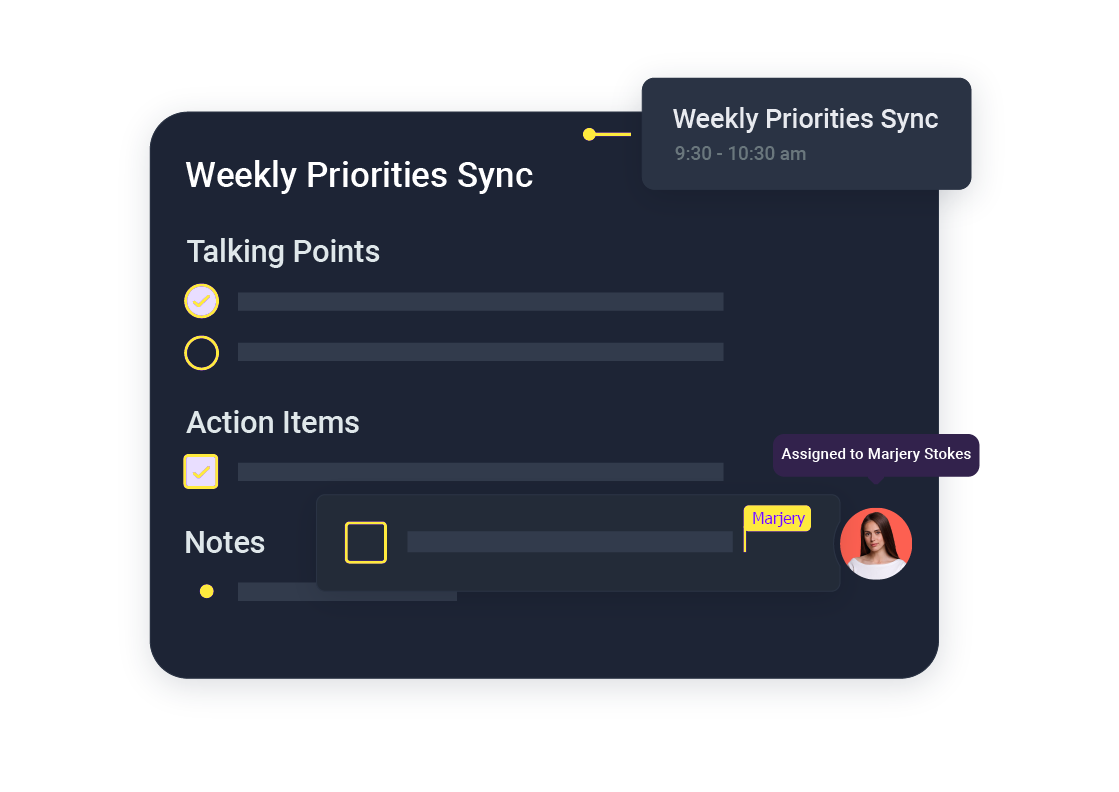 Weekly Priorities Sync
9:30 - 10:30 am
Weekly Priorities Sync
Talking Points
Action Items
Assigned to Marjery Stokes
Marjery
Notes